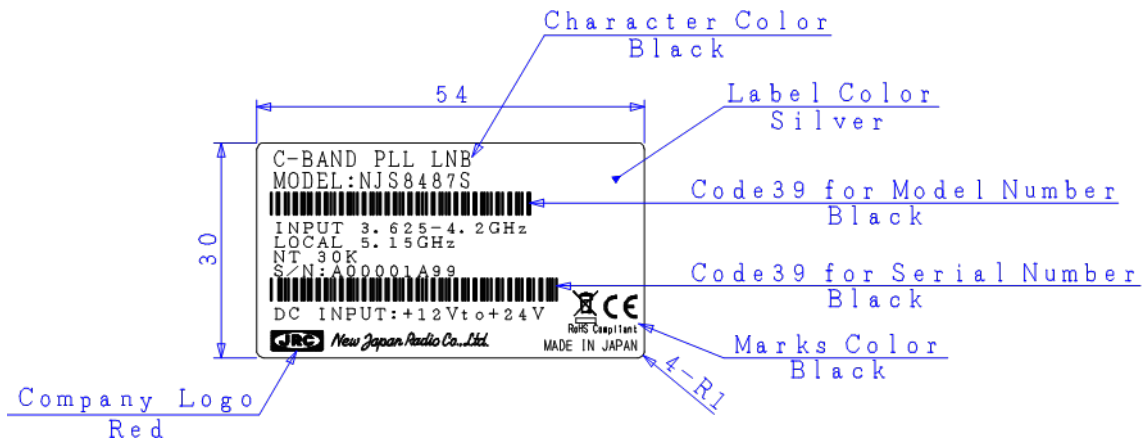 Character Color
Black
54
Label Color
Silver
C-BAND PLL LNB
MODEL:NJS8487S
Code39 for Model Number
Black
INPUT 3.625-4.2GHz
LOCAL 5.15GHz
NT 30K
S/N:A00001A99
30
Code39 for Serial Number
Black
DC INPUT:+12Vto+24V
CE
RoHS Compliant
JRC New Japan Radio Co.,Ltd.
MADE IN JAPAN
Marks Color
Black
4-R1
Company Logo
Red